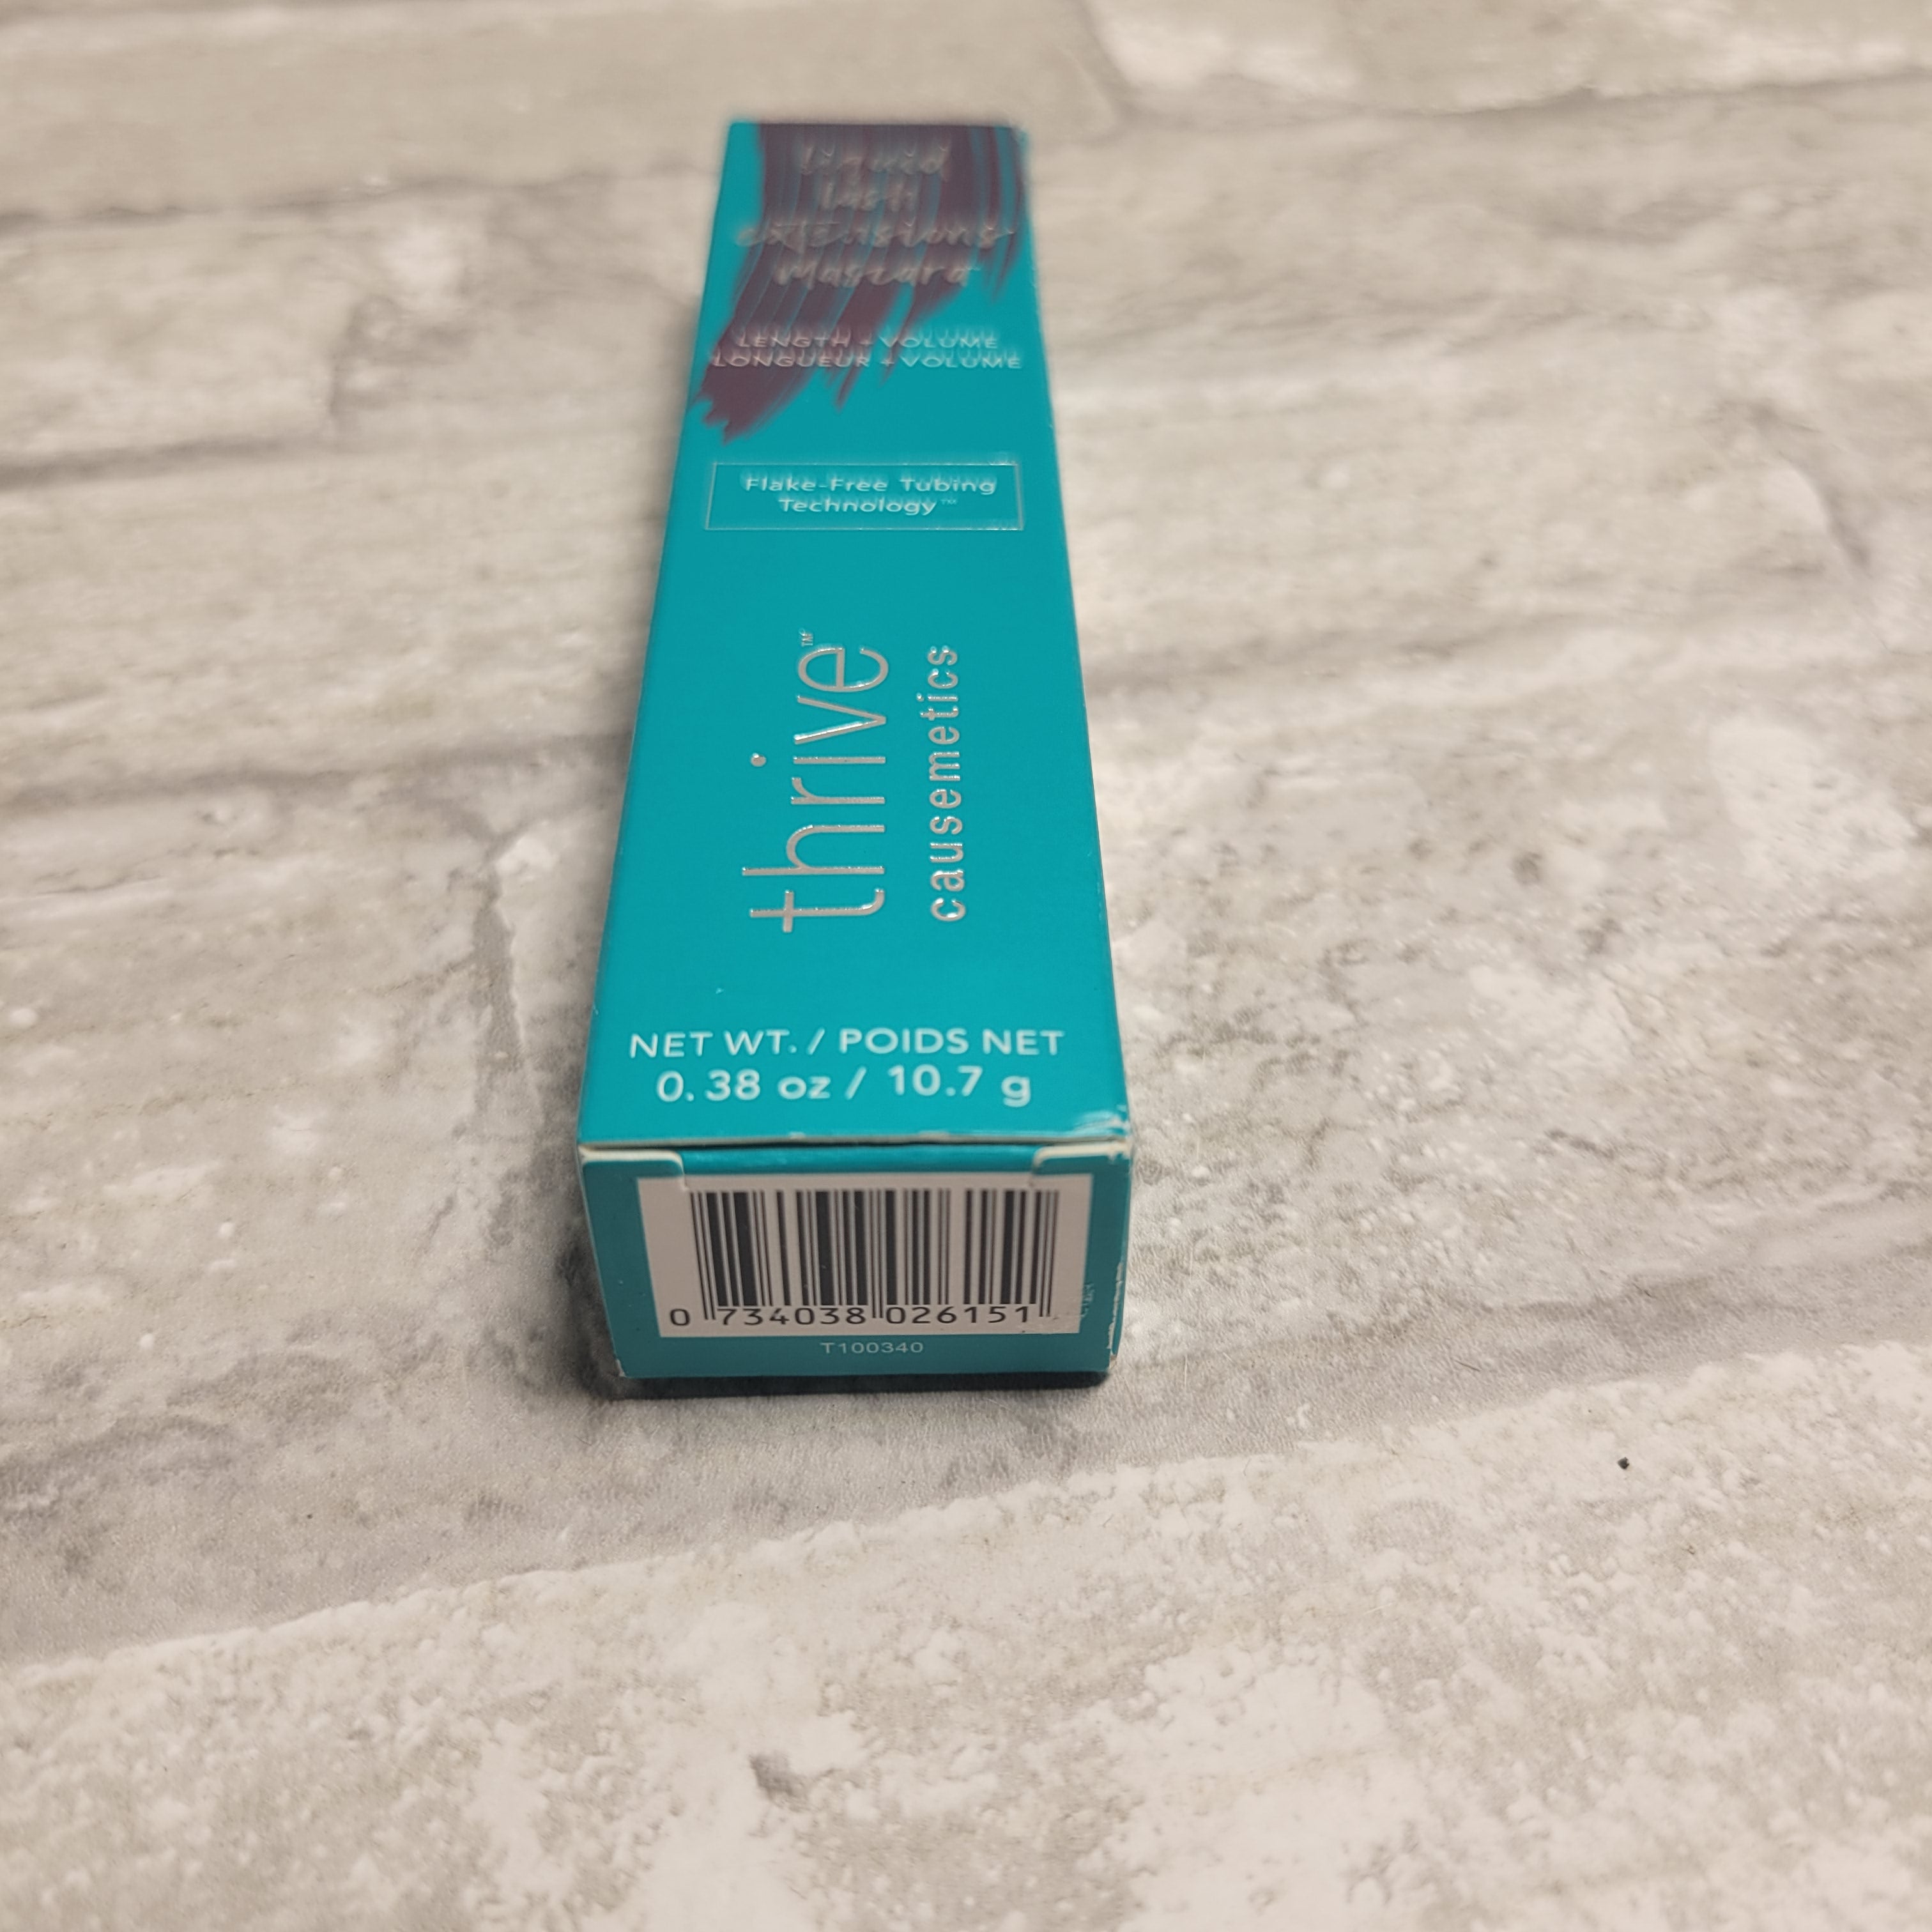 liquid
lash
extensions
mascara
LENGTH + VOLUME
LONGUEUR + VOLUME
Flake-Free Tubing
Technology™
thrive™
causemetics
NET WT. / POIDS NET
0.38 oz / 10.7 g
0 734038 026151
T100340